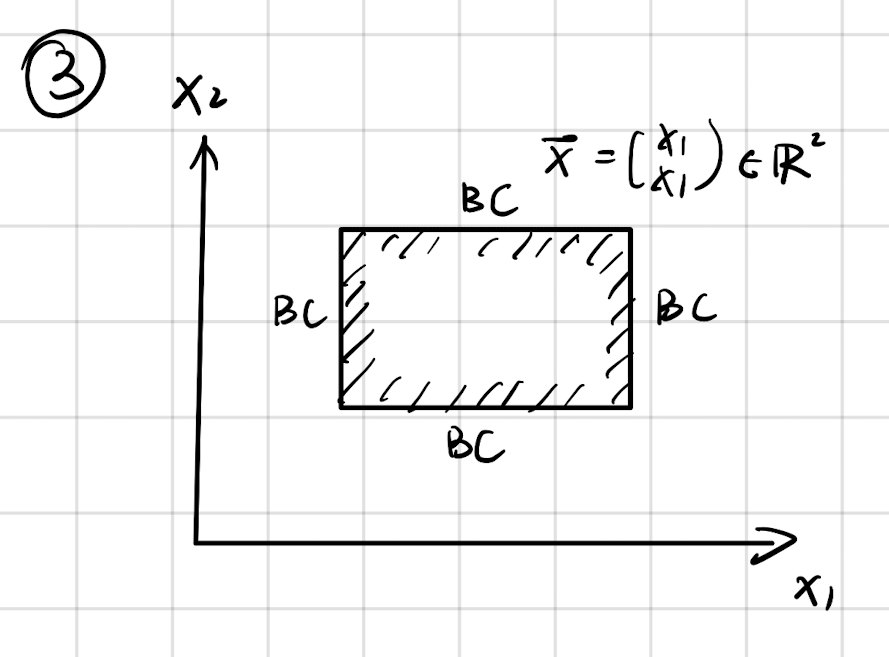 ③
X₂
x̄ = (x₁ x₁) ∈ ℝ²
BC
BC
BC
BC
x₁